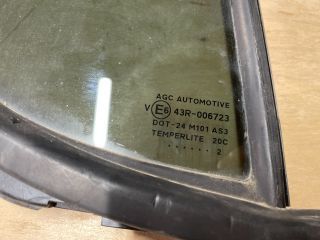 AGC AUTOMOTIVE
V E6 43R-006723
DOT-24 M101 AS3
TEMPERLITE 20C
...... 2